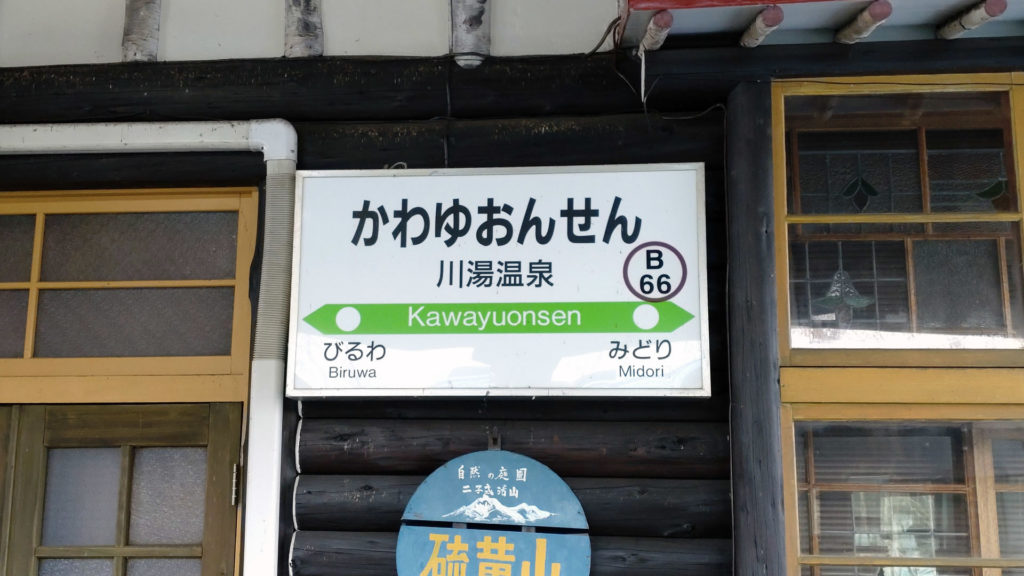 かわゆおんせん
川湯温泉
B
66
Kawayuonsen
びるわ
Biruwa
みどり
Midori
自然の庭園
硫黄山